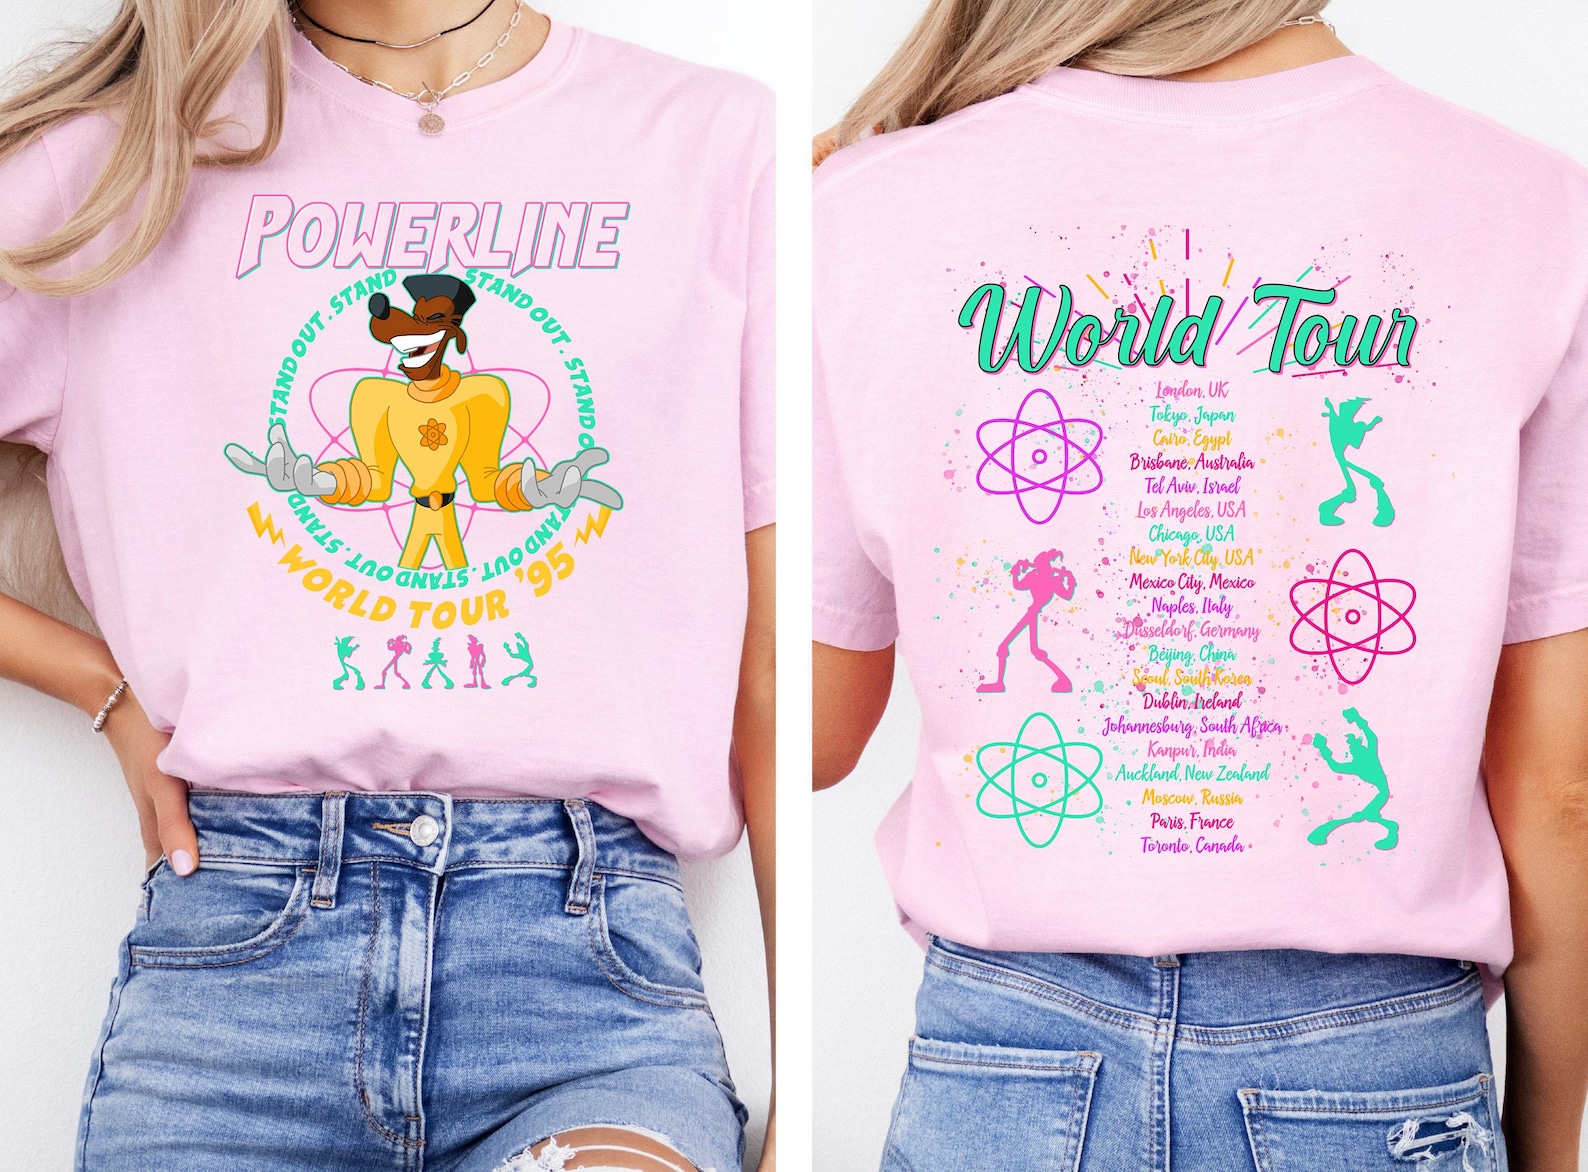 POWERLINE
STAND OUT . STAND OUT . STAND OUT . STAND OUT . STAND OUT . STAND
WORLD TOUR '95
World Tour
London, UK
Tokyo, Japan
Cairo, Egypt
Brisbane, Australia
Tel Aviv, Israel
Los Angeles, USA
Chicago, USA
New York City, USA
Mexico City, Mexico
Naples, Italy
Dusseldorf, Germany
Beijing, China
Seoul, South Korea
Dublin, Ireland
Johannesburg, South Africa
Kanpur, India
Auckland, New Zealand
Moscow, Russia
Paris, France
Toronto, Canada